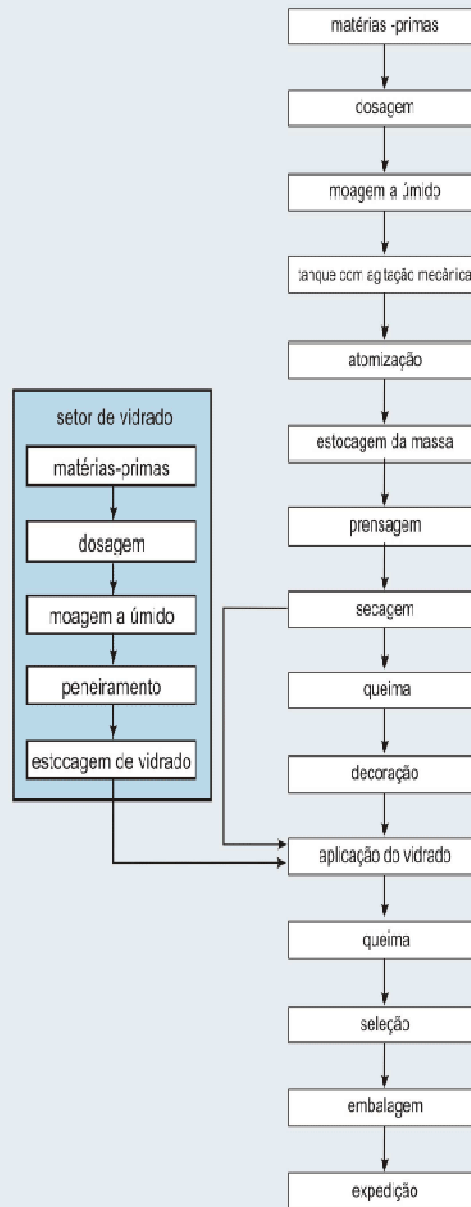 matérias -primas
dosagem
moagem a úmido
tanque com agitação mecânica
atomização
estocagem da massa
prensagem
secagem
queima
decoração
aplicação do vidrado
queima
seleção
embalagem
expedição
setor de vidrado
matérias-primas
dosagem
moagem a úmido
peneiramento
estocagem de vidrado